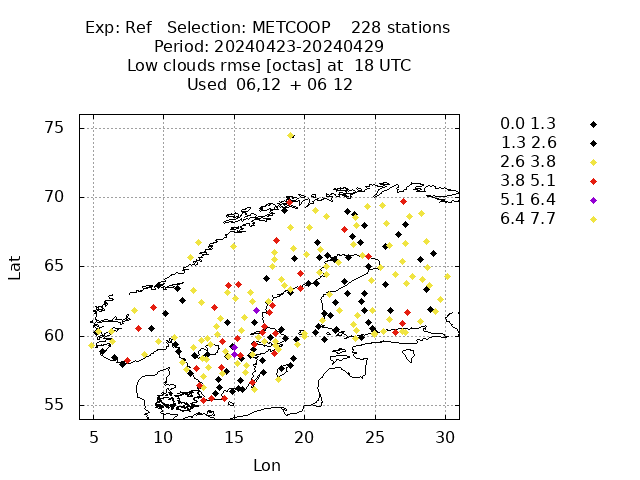 Exp: Ref   Selection: METCOOP    228 stations
Period: 20240423-20240429
Low clouds rmse [octas] at  18 UTC
Used  06,12  + 06 12
75
70
65
60
55
5 10 15 20 25 30
Lat
Lon
0.0 1.3
1.3 2.6
2.6 3.8
3.8 5.1
5.1 6.4
6.4 7.7